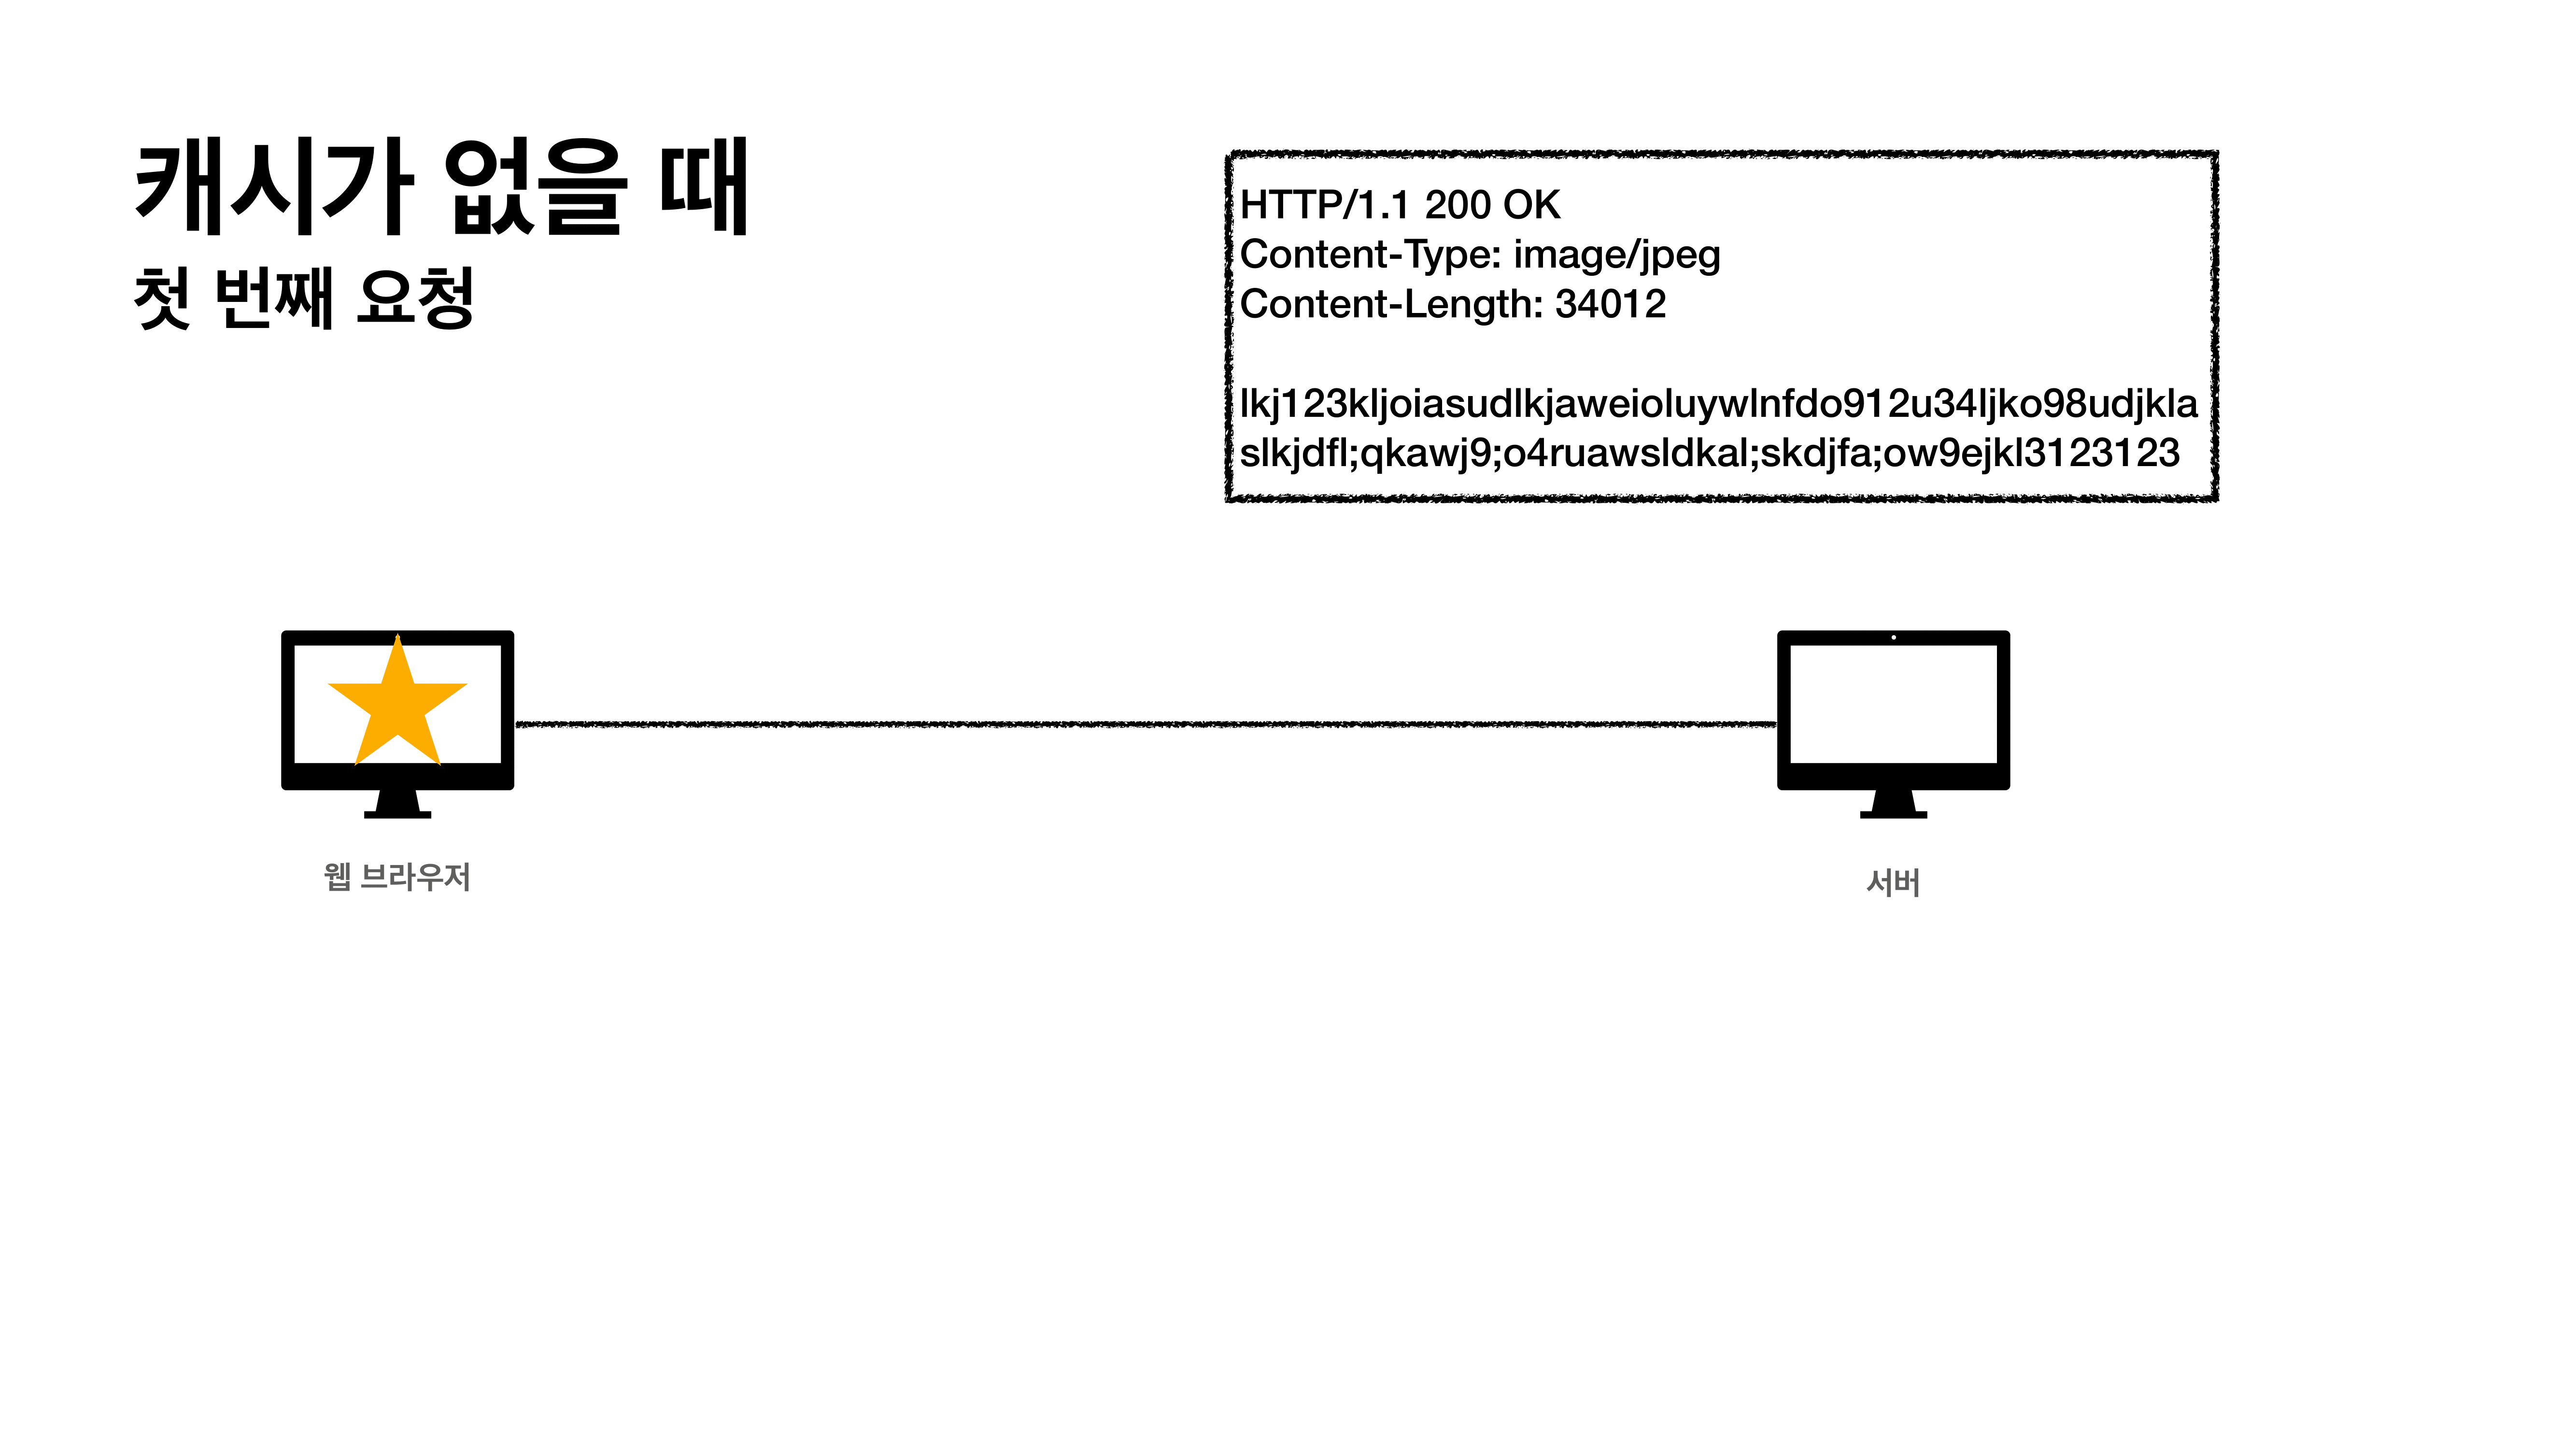 캐시가 없을 때
첫 번째 요청
HTTP/1.1 200 OK
Content-Type: image/jpeg
Content-Length: 34012
lkj123kljoiasudlkjaweioluywlnfdo912u34ljko98udjkla
slkjdfl;qkawj9;o4ruawsldkal;skdjfa;ow9ejkl3123123
웹 브라우저
서버